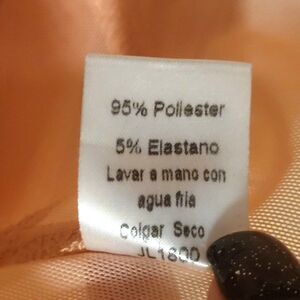 95% Poliester
5% Elastano
Lavar a mano con
agua fria
Colgar Seco
JL1800